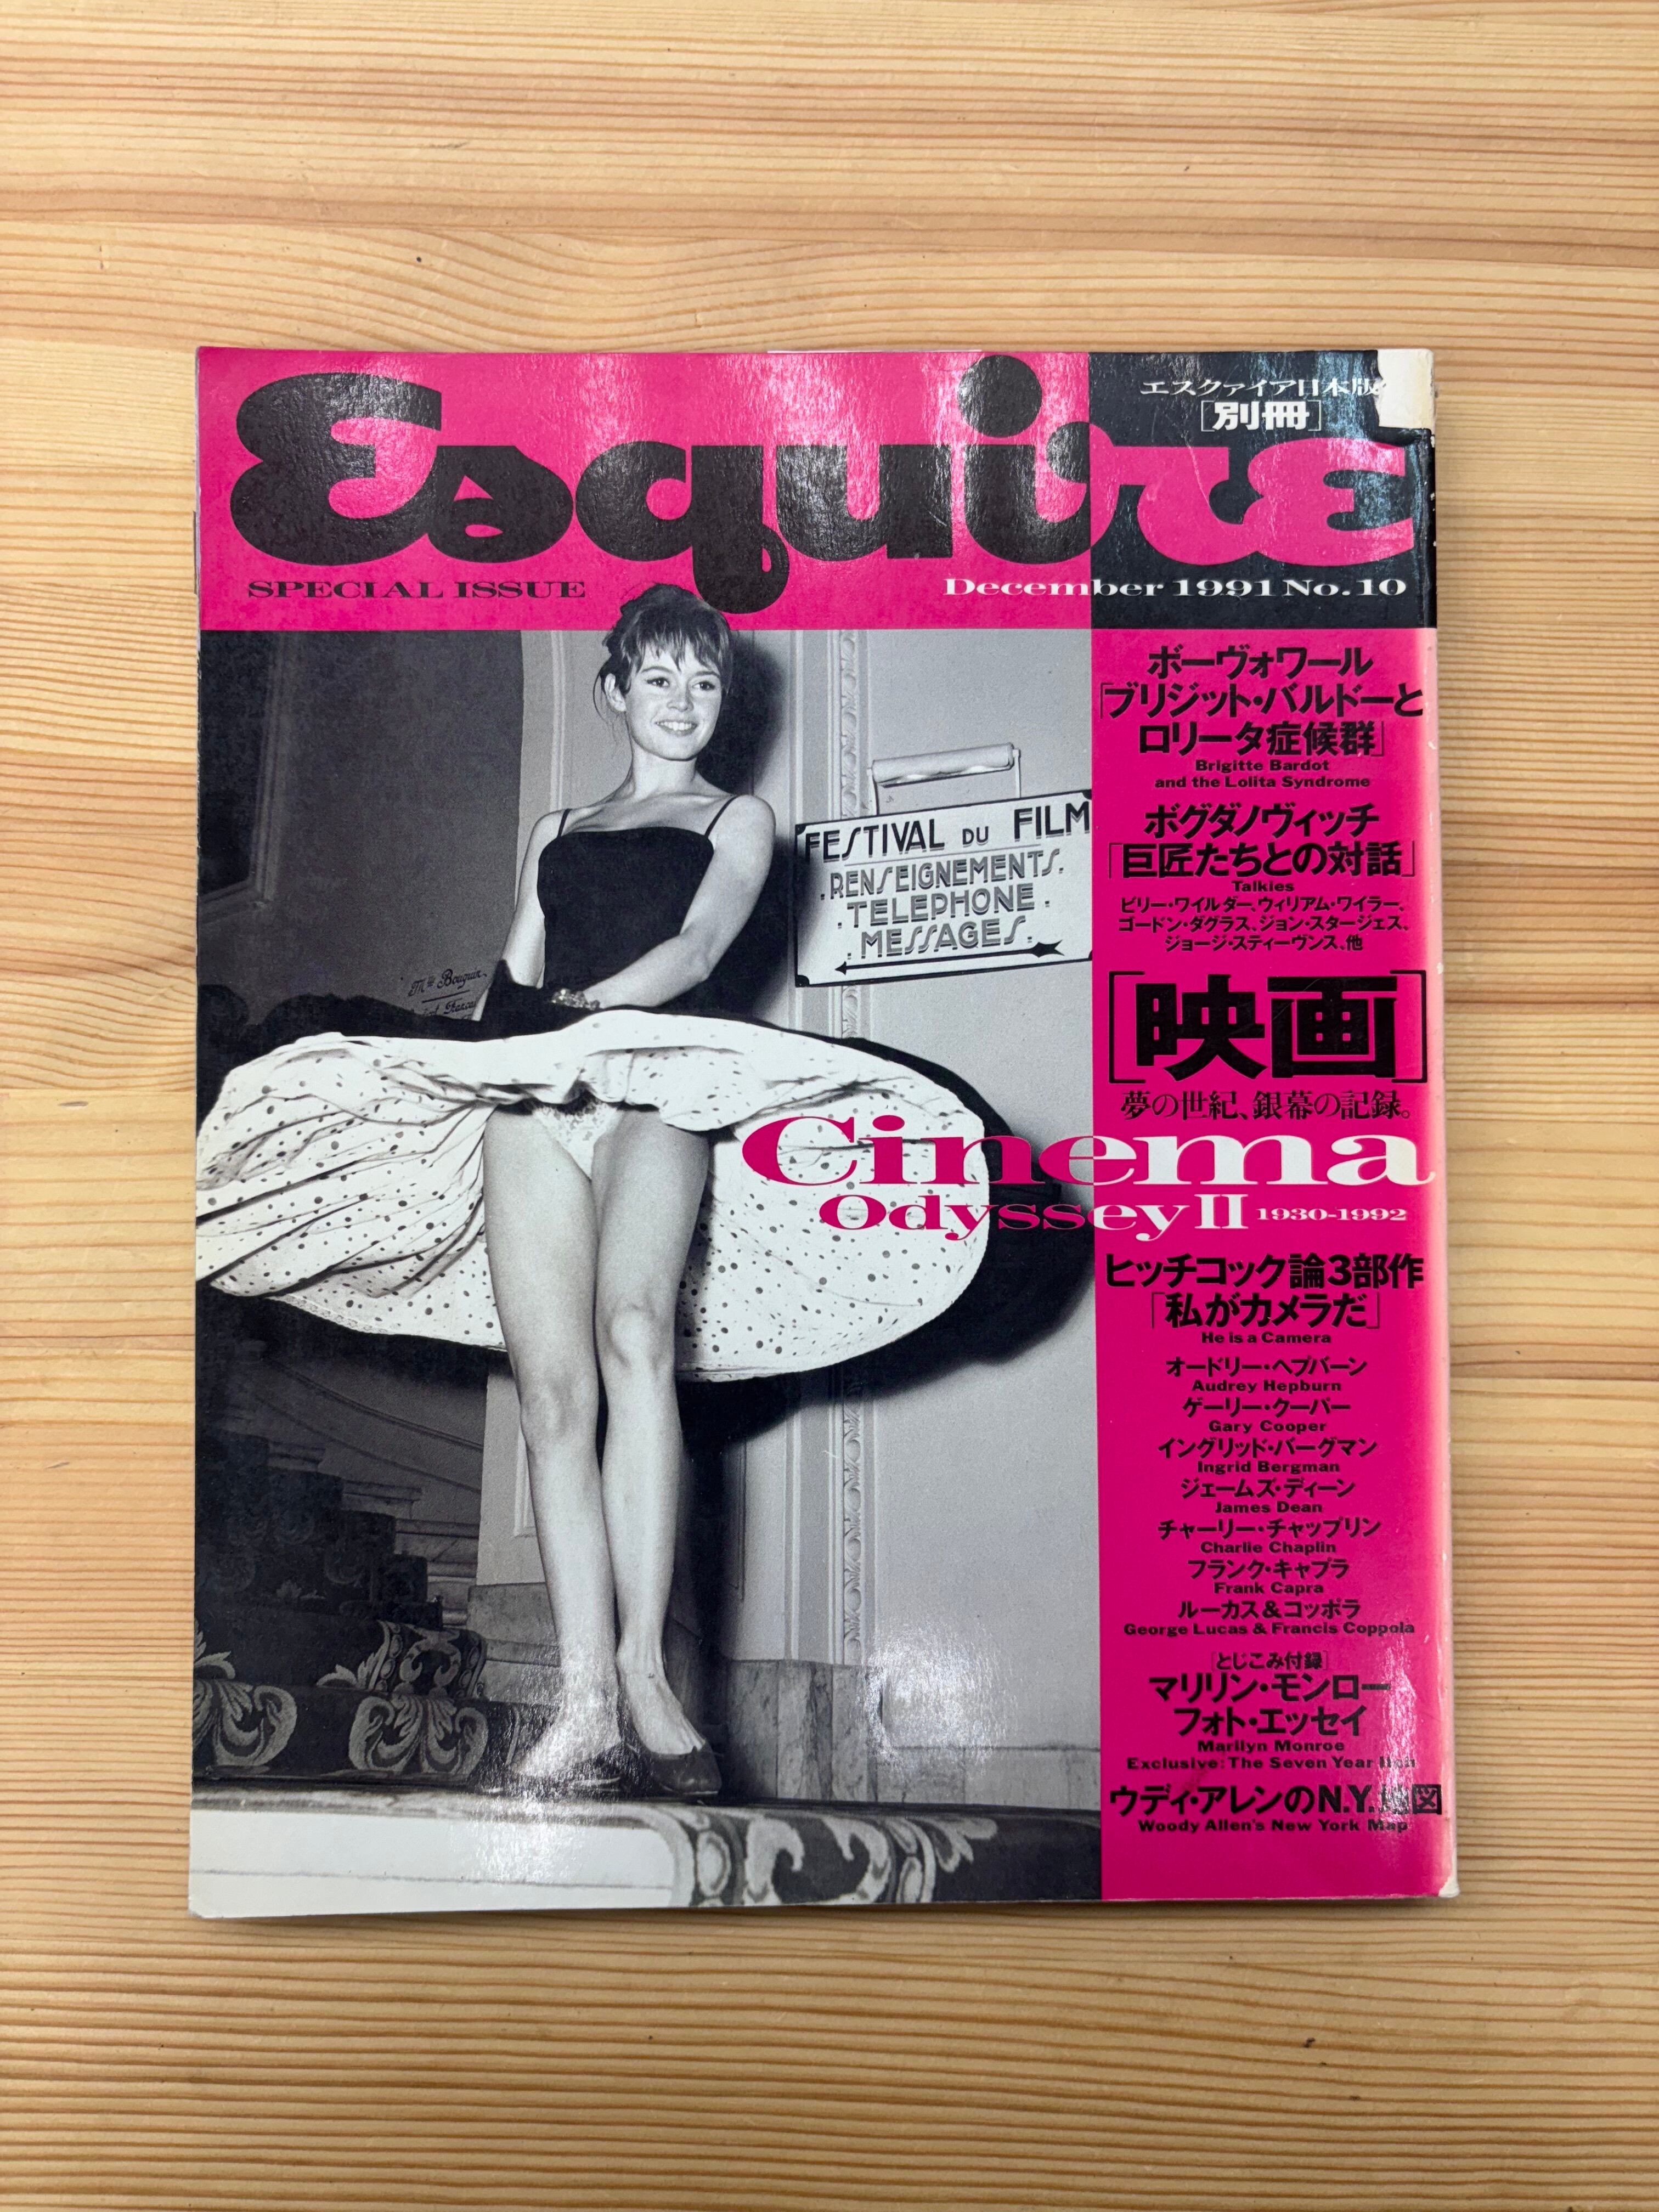 エスクァイア日本版
[別冊]
Esquire
SPECIAL ISSUE
December 1991 No.10
ボーヴォワール
「ブリジット・バルドーと
ロリータ症候群」
Brigitte Bardot
and the Lolita Syndrome
ボグダノヴィッチ
「巨匠たちとの対話」
Talkies
ビリー・ワイルダー、ウィリアム・ワイラー、
ゴードン・ダグラス、ジョン・スタージェス、
ジョージ・スティーヴンス、他
FESTIVAL DU FILM
.RENSEIGNEMENTS.
.TELEPHONE.
.MESSAGES.
[映画]
夢の世紀、銀幕の記録。
Cinema
Odyssey II 1930-1992
ヒッチコック論3部作
「私がカメラだ」
He is a Camera
オードリー・ヘプバーン
Audrey Hepburn
ゲーリー・クーパー
Gary Cooper
イングリッド・バーグマン
Ingrid Bergman
ジェームズ・ディーン
James Dean
チャーリー・チャップリン
Charlie Chaplin
フランク・キャプラ
Frank Capra
ルーカス&コッポラ
George Lucas & Francis Coppola
[とじこみ付録]
マリリン・モンロー
フォト・エッセイ
Marilyn Monroe
Exclusive: The Seven Year Itch
ウディ・アレンのN.Y.地図
Woody Allen's New York Map